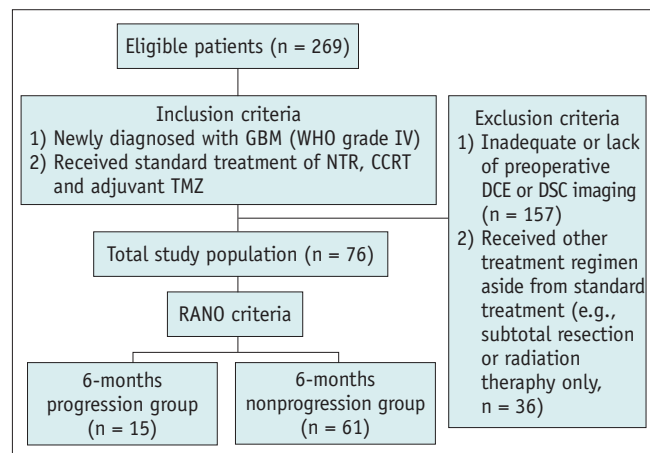 Eligible patients (n = 269)
Inclusion criteria
1) Newly diagnosed with GBM (WHO grade IV)
2) Received standard treatment of NTR, CCRT
and adjuvant TMZ
Exclusion criteria
1) Inadequate or lack
of preoperative
DCE or DSC imaging
(n = 157)
2) Received other
treatment regimen
aside from standard
treatment (e.g.,
subtotal resection
or radiation
theraphy only,
n = 36)
Total study population (n = 76)
RANO criteria
6-months
progression group
(n = 15)
6-months
nonprogression group
(n = 61)